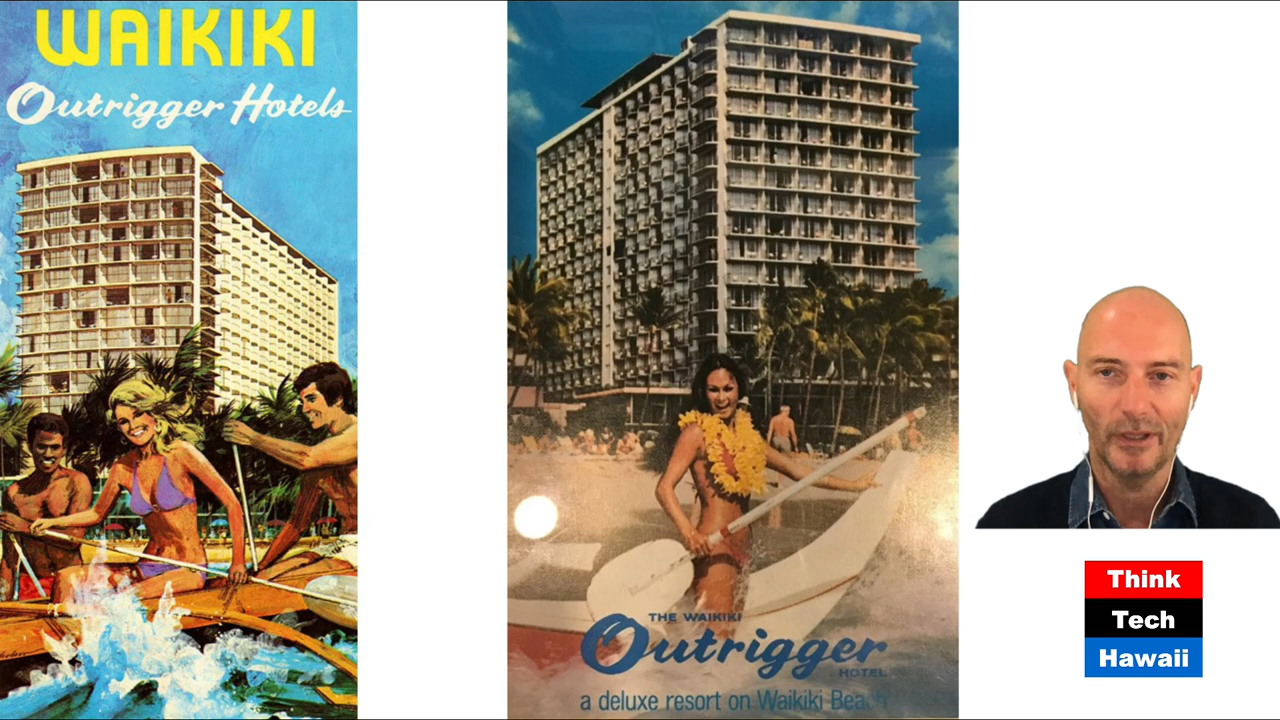 WAIKIKI
Outrigger Hotels
THE WAIKIKI
Outrigger
HOTEL
a deluxe resort on Waikiki Beach
Think
Tech
Hawaii